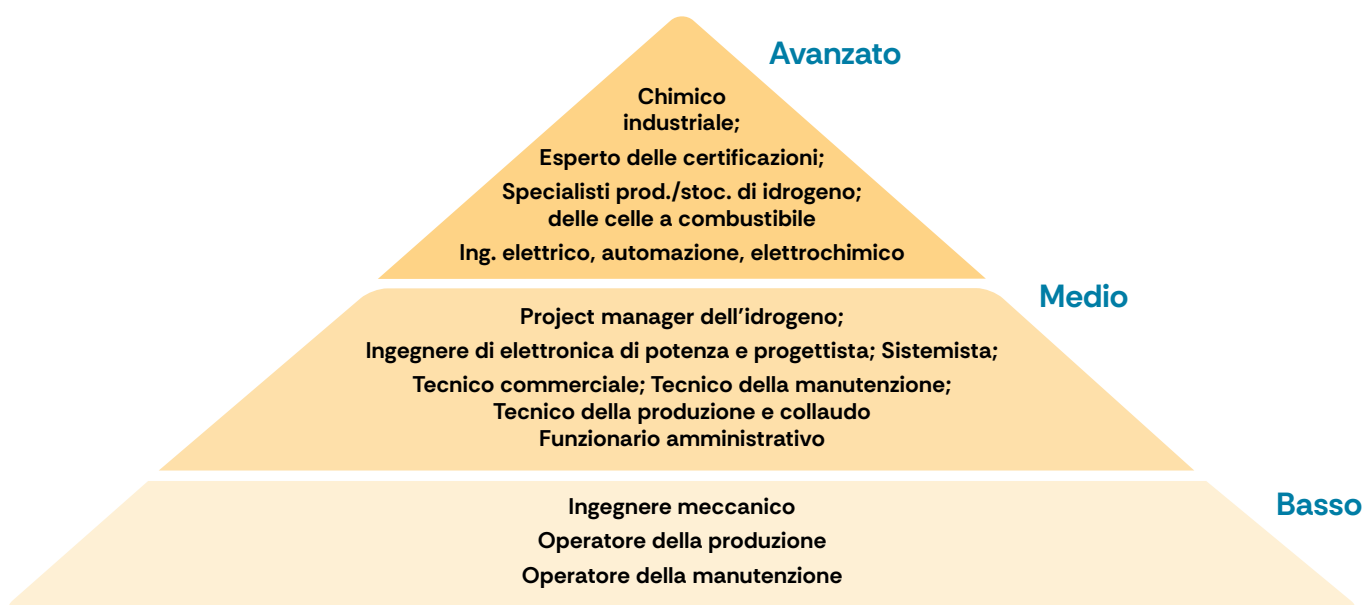 Avanzato
Chimico
industriale;
Esperto delle certificazioni;
Specialisti prod./stoc. di idrogeno;
delle celle a combustibile
Ing. elettrico, automazione, elettrochimico
Medio
Project manager dell’idrogeno;
Ingegnere di elettronica di potenza e progettista; Sistemista;
Tecnico commerciale; Tecnico della manutenzione;
Tecnico della produzione e collaudo
Funzionario amministrativo
Basso
Ingegnere meccanico
Operatore della produzione
Operatore della manutenzione